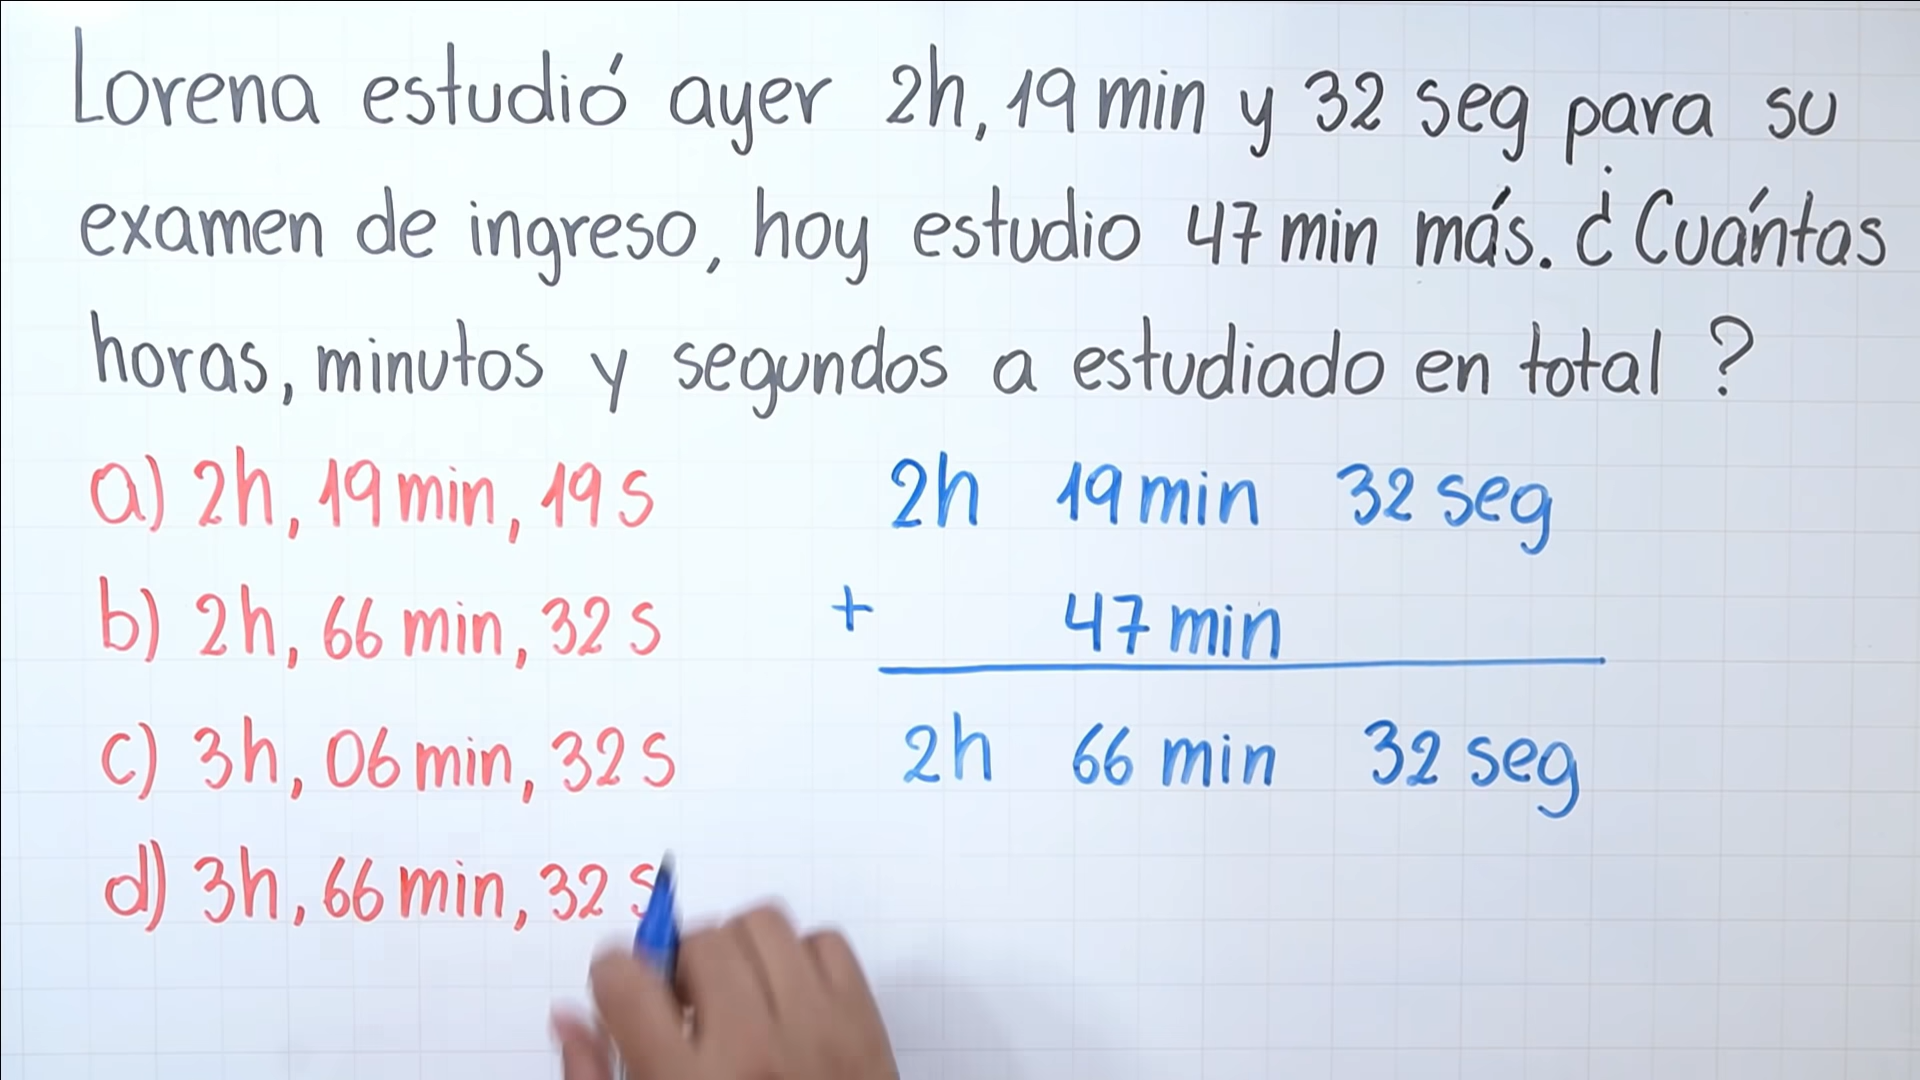 Lorena estudió ayer 2h, 19 min y 32 seg para su
examen de ingreso, hoy estudio 47 min más. ¿Cuántas
horas, minutos y segundos a estudiado en total ?
a) 2h, 19 min, 19 s
b) 2h, 66 min, 32 s
c) 3h, 06 min, 32 s
d) 3h, 66 min, 32 s
2h 19 min 32 seg
+ 47 min
2h 66 min 32 seg